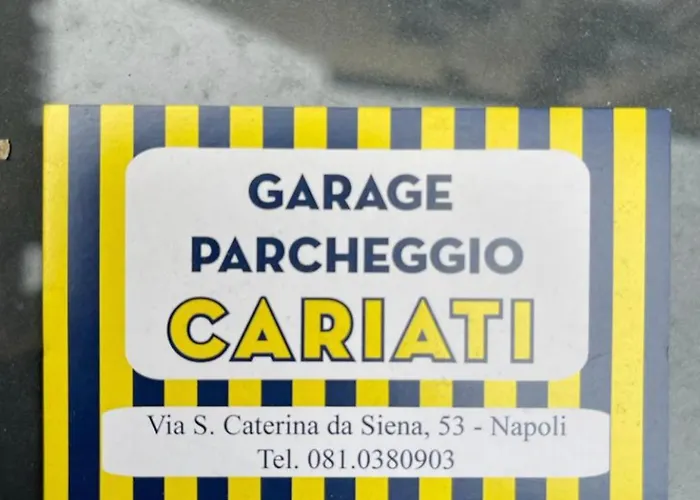 GARAGE
PARCHEGGIO
CARIATI
Via S. Caterina da Siena, 53 - Napoli
Tel. 081.0380903